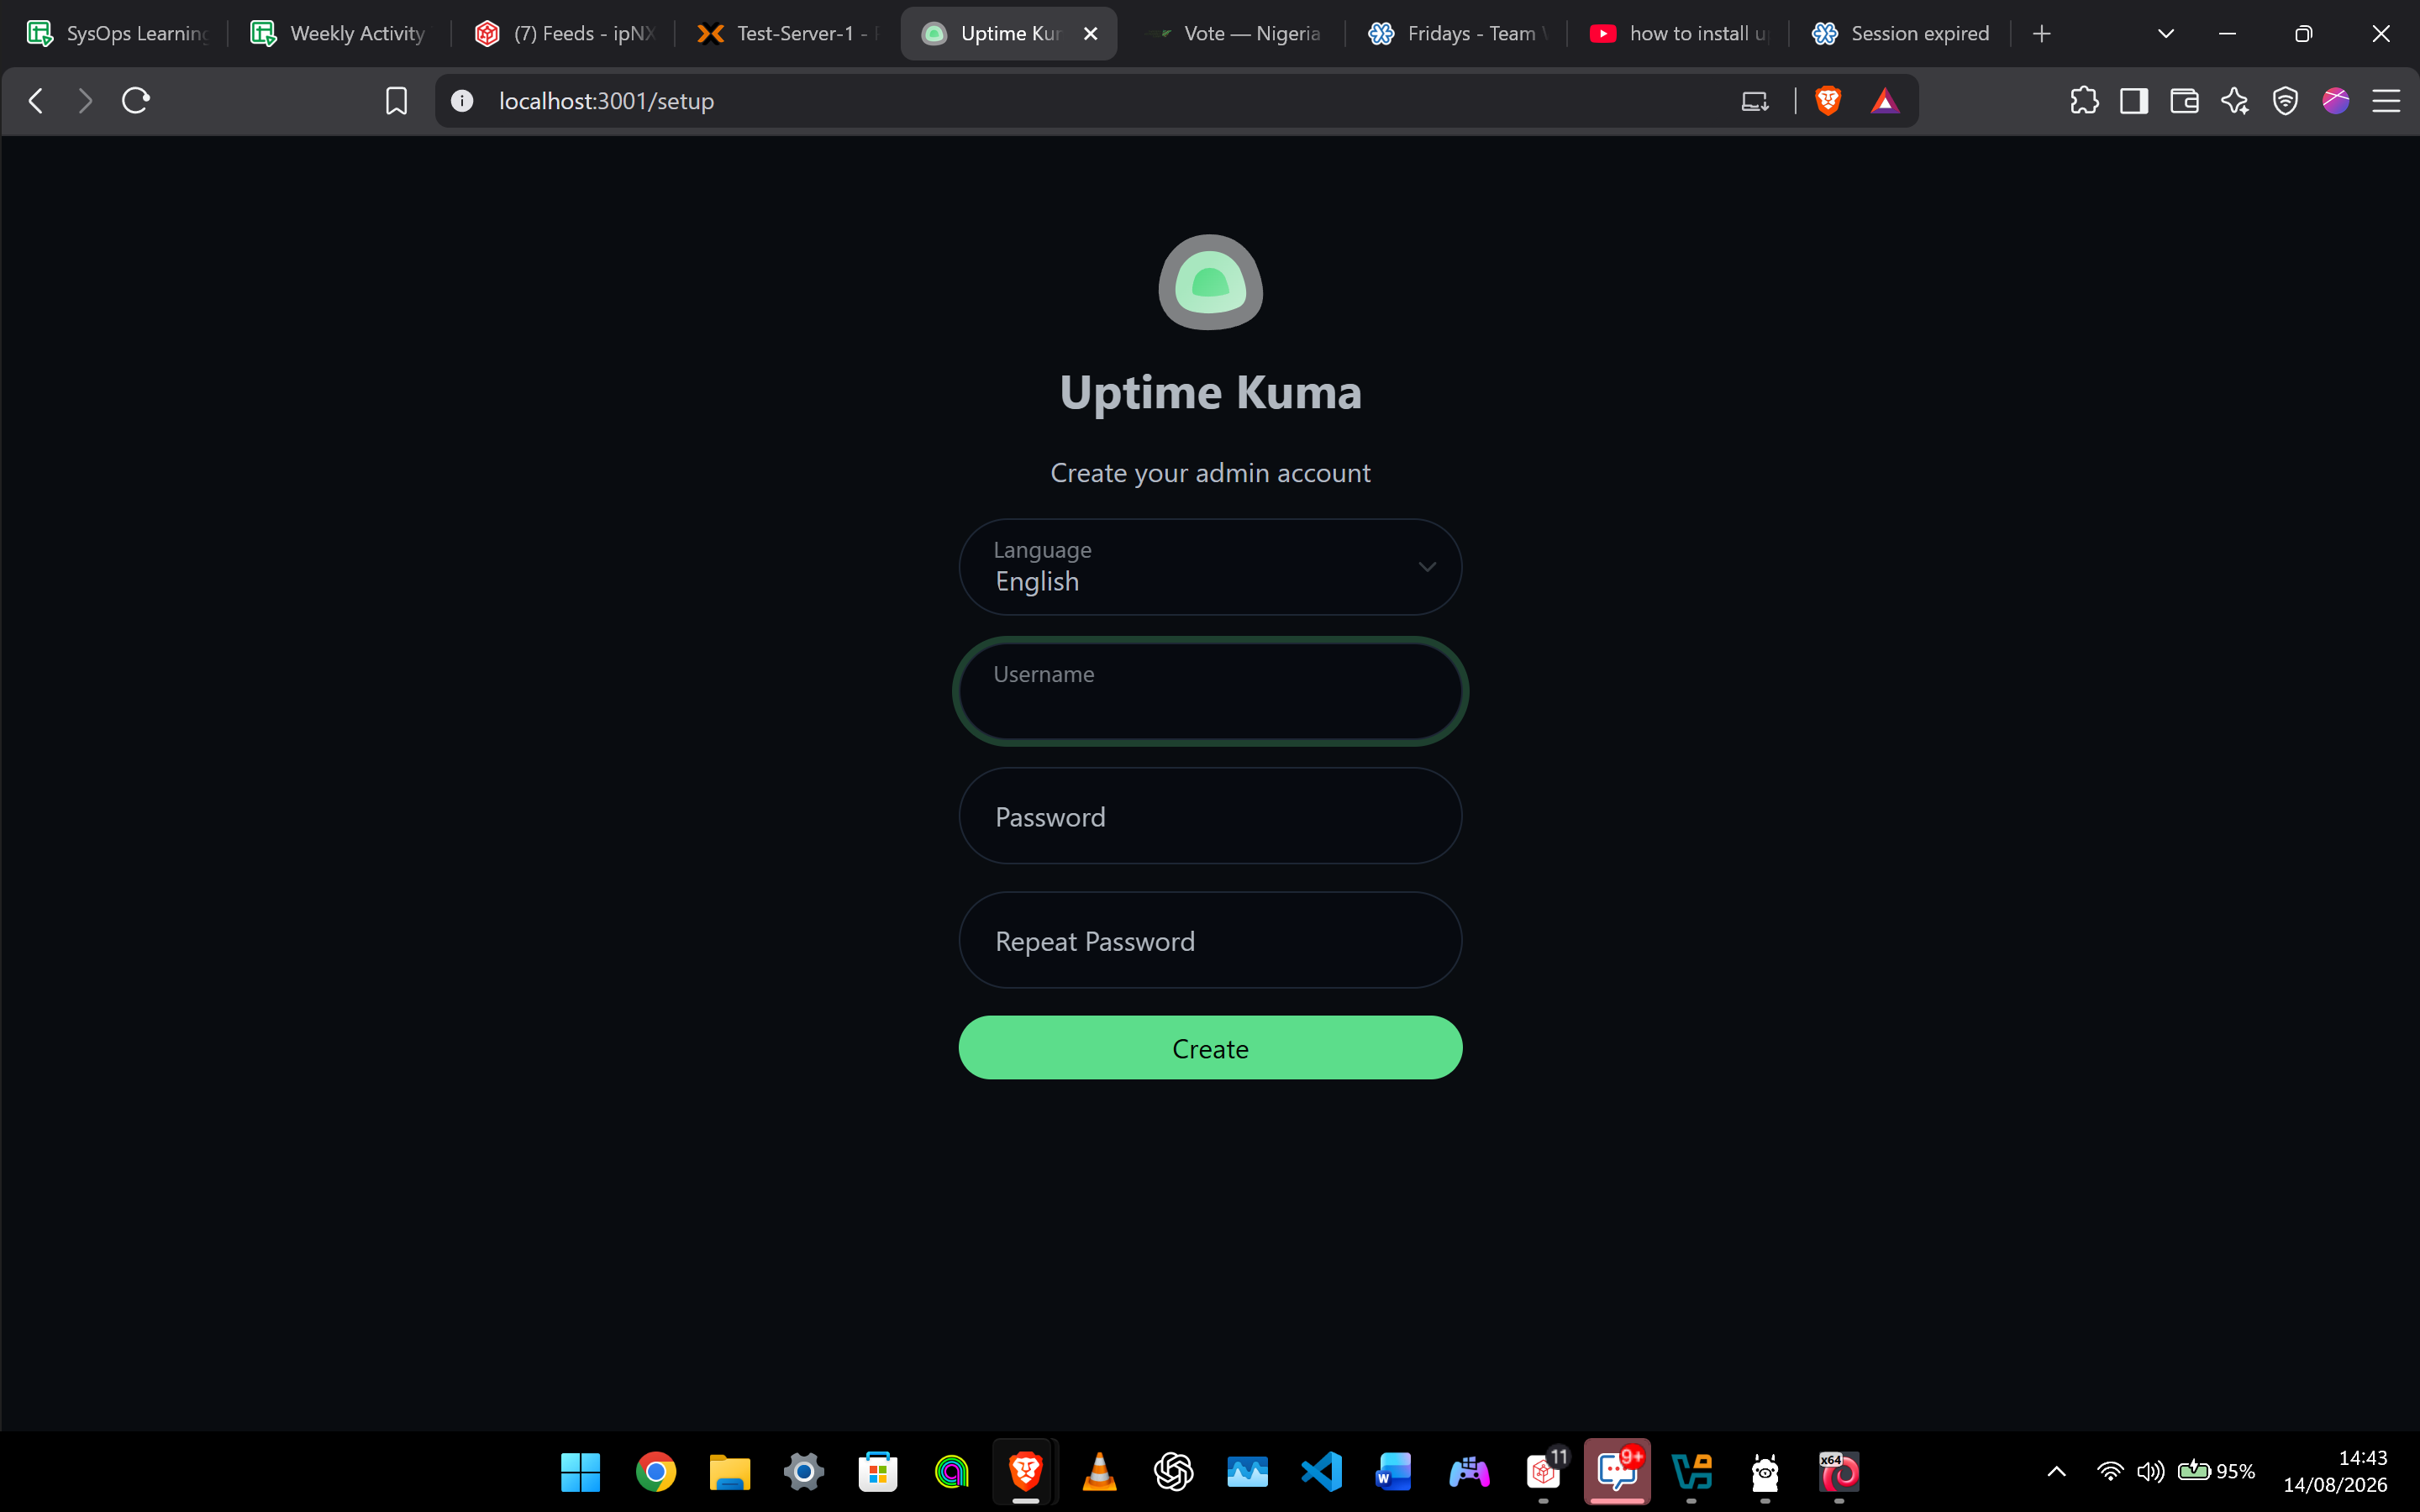 SysOps Learning
Weekly Activity
(7) Feeds - ipNX
Test-Server-1 -
Uptime Kum
Vote — Nigeria
Fridays - Team
how to install u
Session expired
localhost:3001/setup
Uptime Kuma
Create your admin account
Language
English
Username
Password
Repeat Password
Create
W
11
9+
x64
95%
14:43
14/08/2026